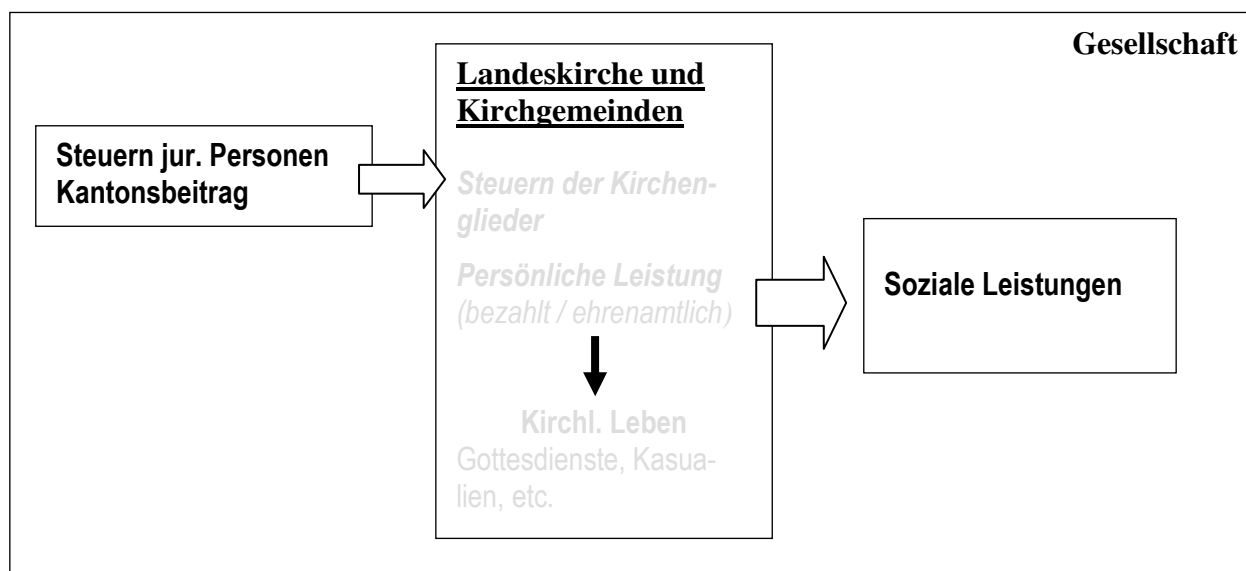 Gesellschaft
Steuern jur. Personen
Kantonsbeitrag
Landeskirche und
Kirchgemeinden
Steuern der Kirchen-
glieder
Persönliche Leistung
(bezahlt / ehrenamtlich)
Kirchl. Leben
Gottesdienste, Kasua-
lien, etc.
Soziale Leistungen